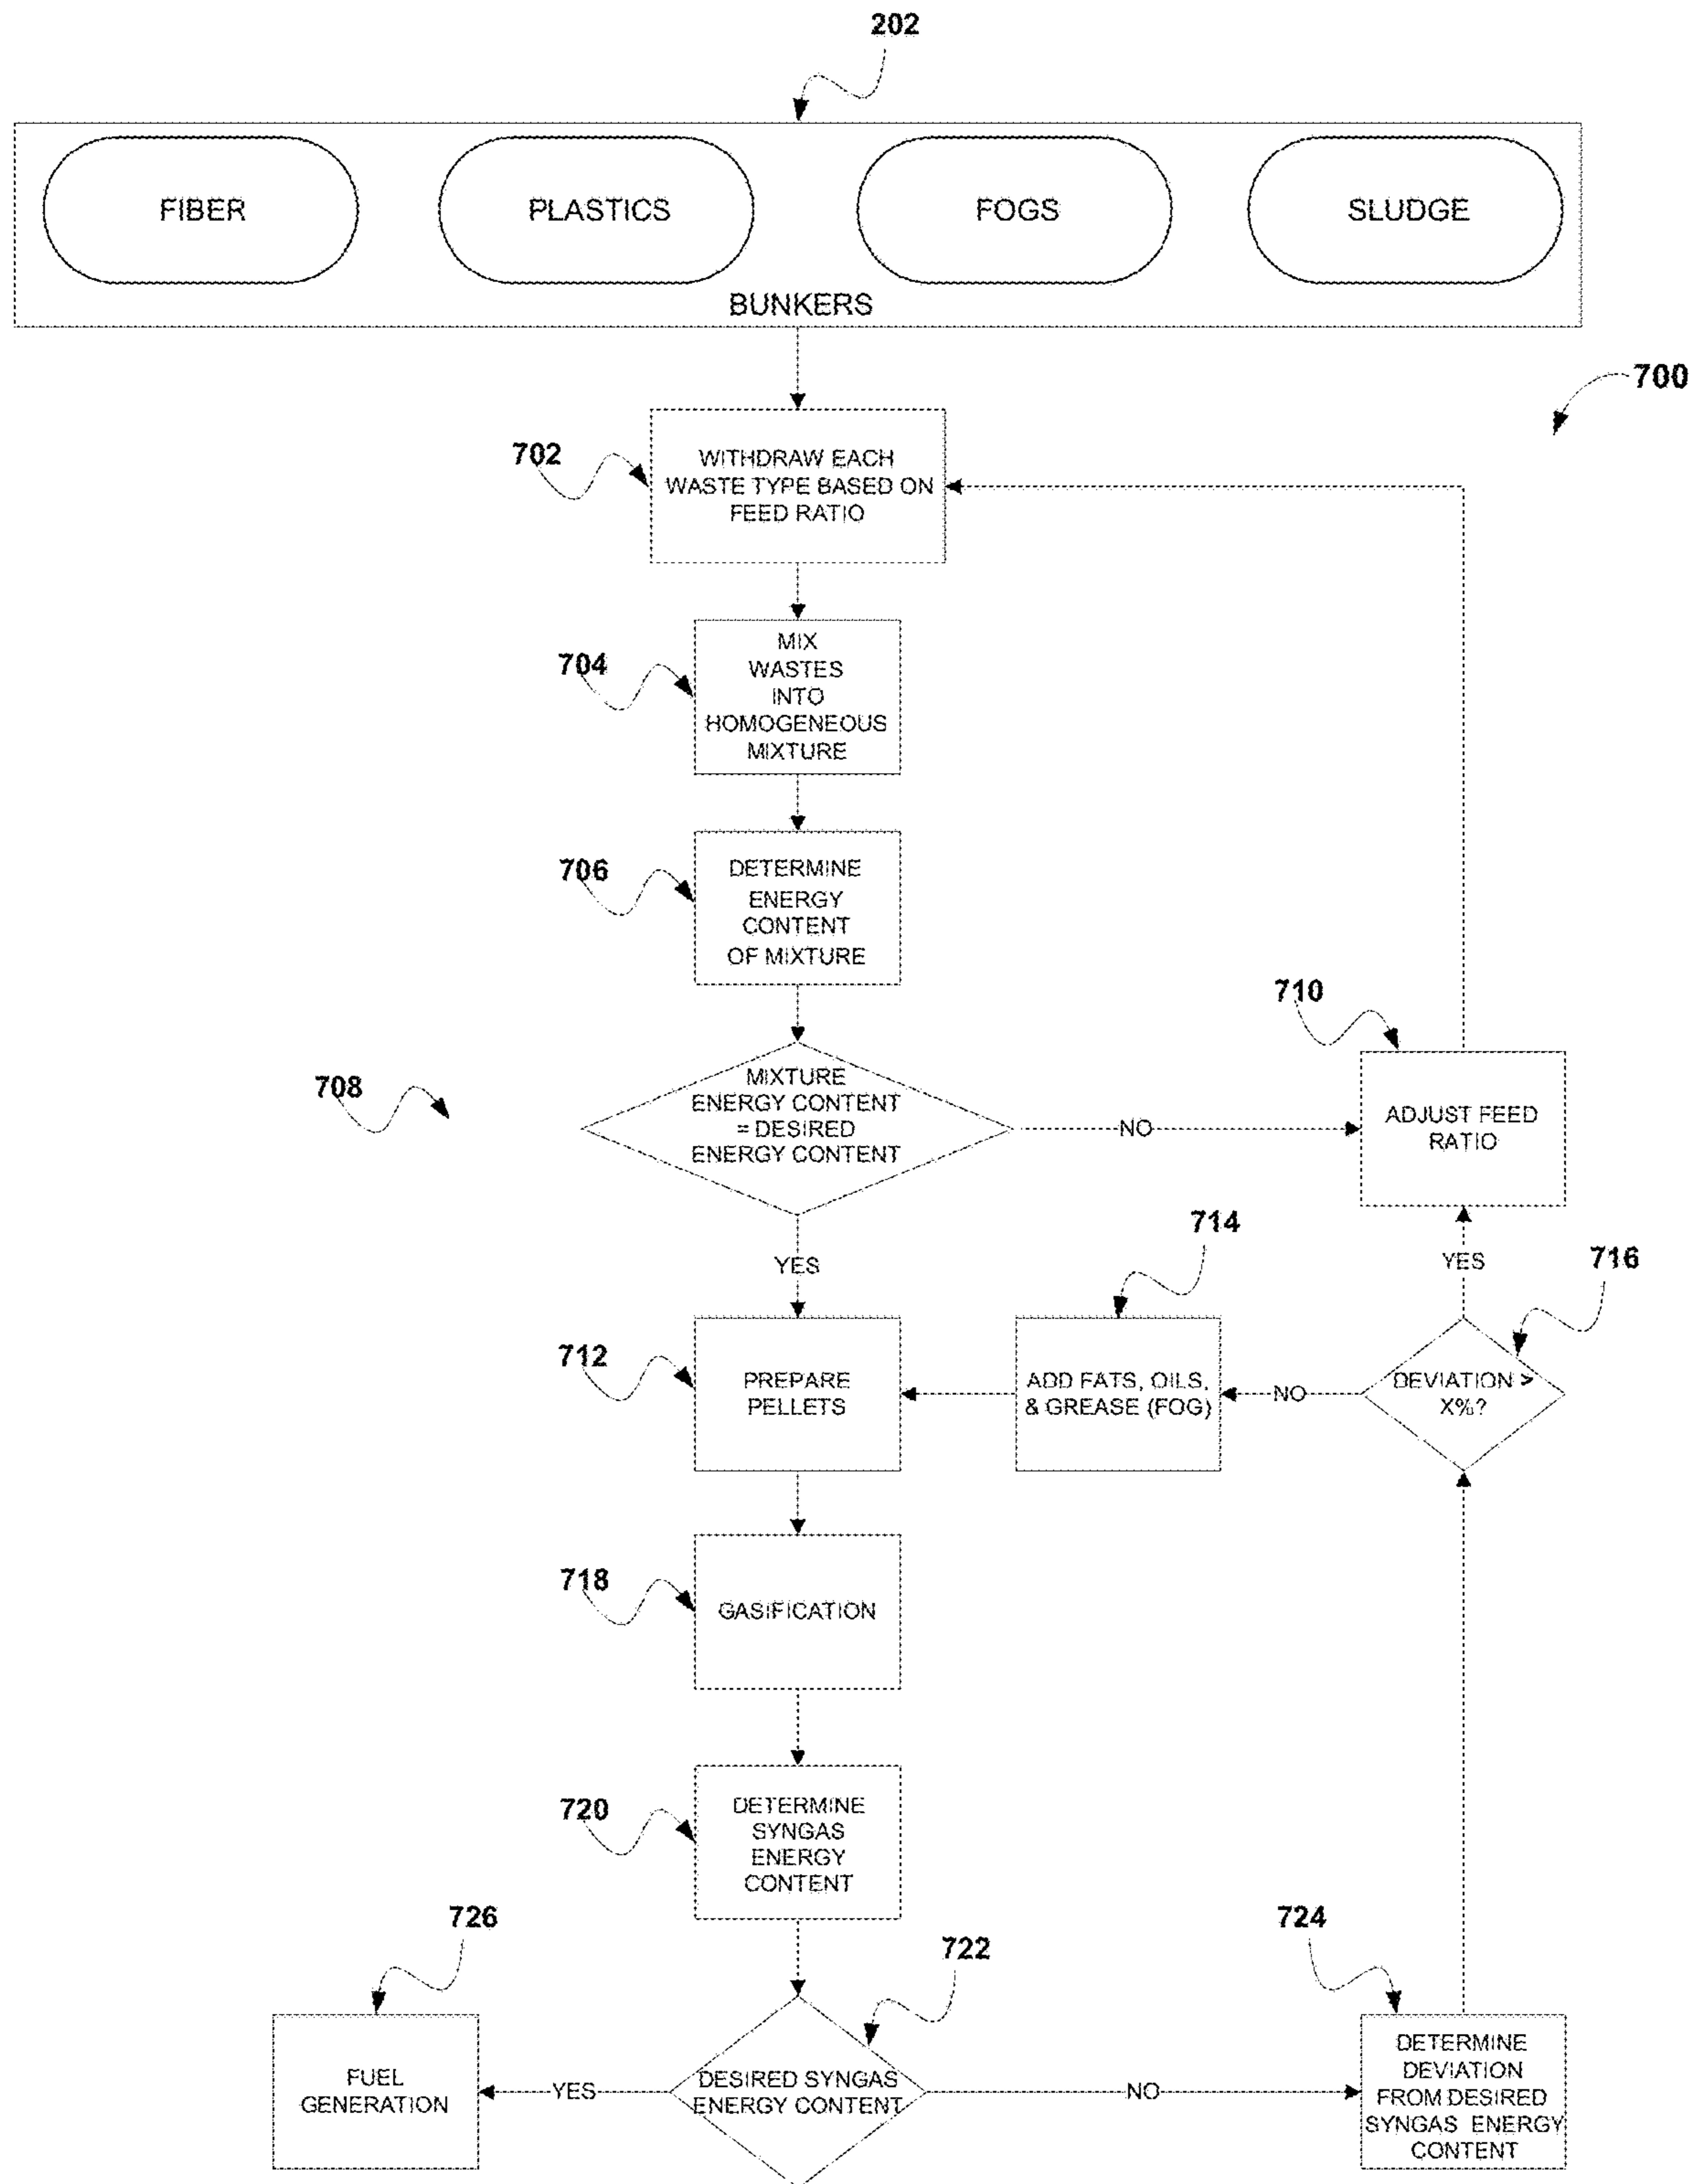 202
FIBER
PLASTICS
FOGS
SLUDGE
BUNKERS
700
702
WITHDRAW EACH
WASTE TYPE BASED ON
FEED RATIO
704
MIX
WASTES
INTO
HOMOGENEOUS
MIXTURE
706
DETERMINE
ENERGY
CONTENT
OF MIXTURE
708
MIXTURE
ENERGY CONTENT
= DESIRED
ENERGY CONTENT
NO
710
ADJUST FEED
RATIO
YES
712
PREPARE
PELLETS
714
ADD FATS, OILS,
& GREASE (FOG)
NO
716
DEVIATION >
X%?
YES
718
GASIFICATION
720
DETERMINE
SYNGAS
ENERGY
CONTENT
722
DESIRED SYNGAS
ENERGY CONTENT
YES
726
FUEL
GENERATION
NO
724
DETERMINE
DEVIATION
FROM DESIRED
SYNGAS ENERGY
CONTENT